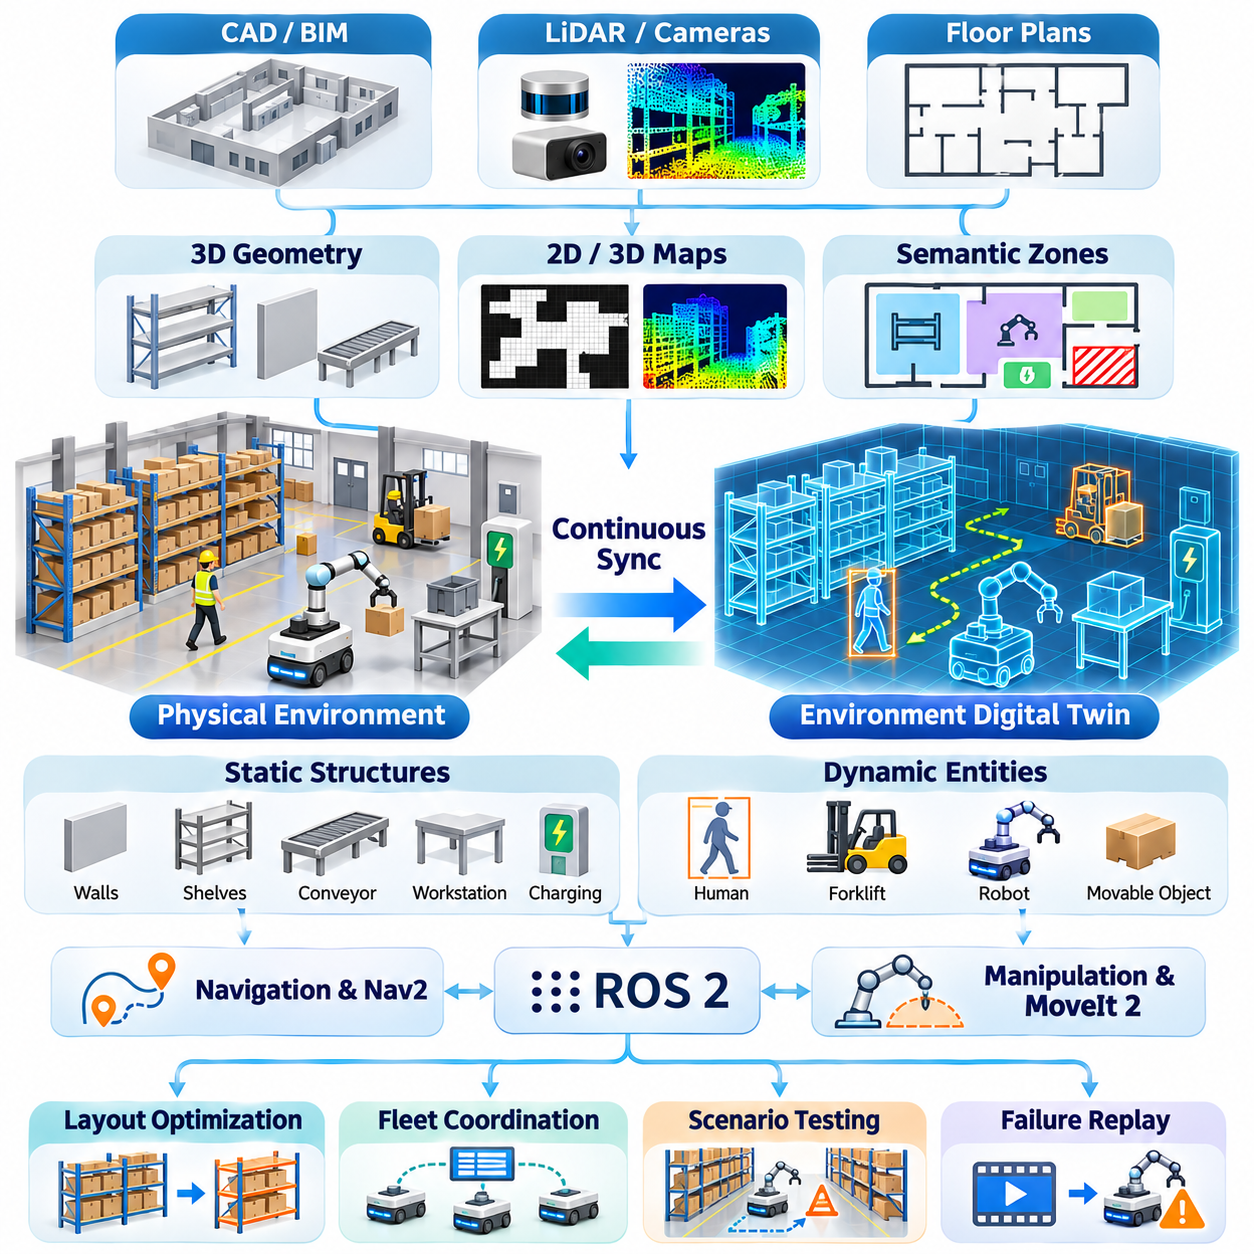 CAD / BIM
LiDAR / Cameras
Floor Plans
3D Geometry
2D / 3D Maps
Semantic Zones
Continuous
Sync
Physical Environment
Environment Digital Twin
Static Structures
Walls
Shelves
Conveyor
Workstation
Charging
Dynamic Entities
Human
Forklift
Robot
Movable Object
Navigation & Nav2
ROS 2
Manipulation &
MoveIt 2
Layout Optimization
Fleet Coordination
Scenario Testing
Failure Replay